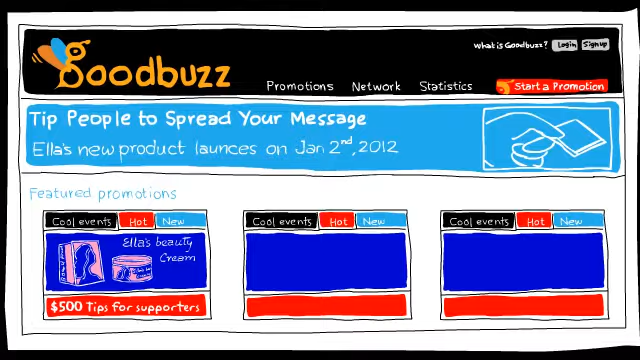 What is Goodbuzz? Login Signup
Goodbuzz
Promotions Network Statistics Start a Promotion
Tip People to Spread Your Message
Ella's new product launces on Jan 2nd, 2012
Featured promotions
Cool events Hot New
Ella's beauty
Cream
$500 Tips for supporters
Cool events Hot New
Cool events Hot New